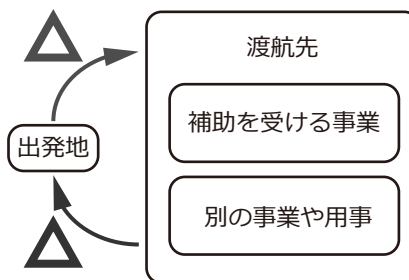 渡航先
補助を受ける事業
出発地
別の事業や用事